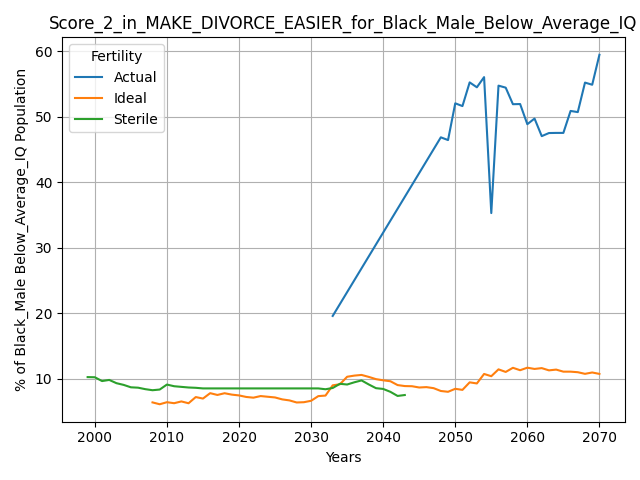 Score_2_in_MAKE_DIVORCE_EASIER_for_Black_Male_Below_Average_IQ
Fertility
Actual
Ideal
Sterile
% of Black_Male Below_Average_IQ Population
60
50
40
30
20
10
2000 2010 2020 2030 2040 2050 2060 2070
Years